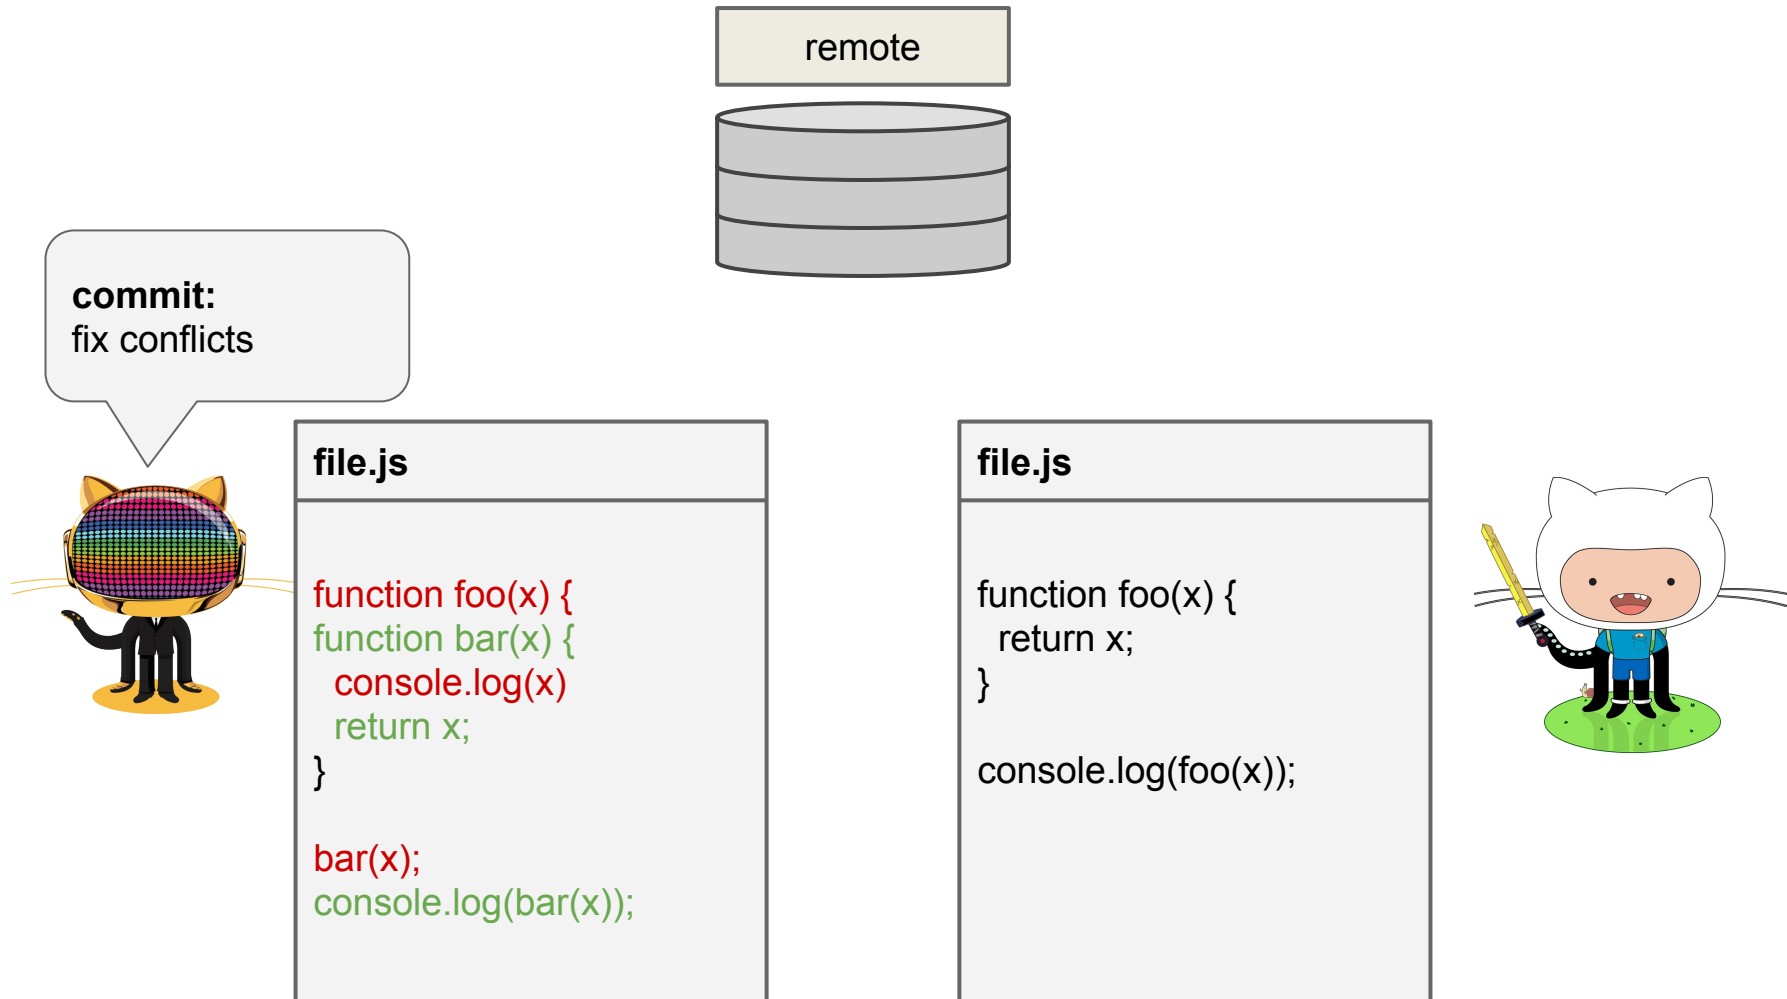 remote
commit:
fix conflicts
file.js
function foo(x) {
function bar(x) {
  console.log(x)
  return x;
}
bar(x);
console.log(bar(x));
file.js
function foo(x) {
  return x;
}
console.log(foo(x));